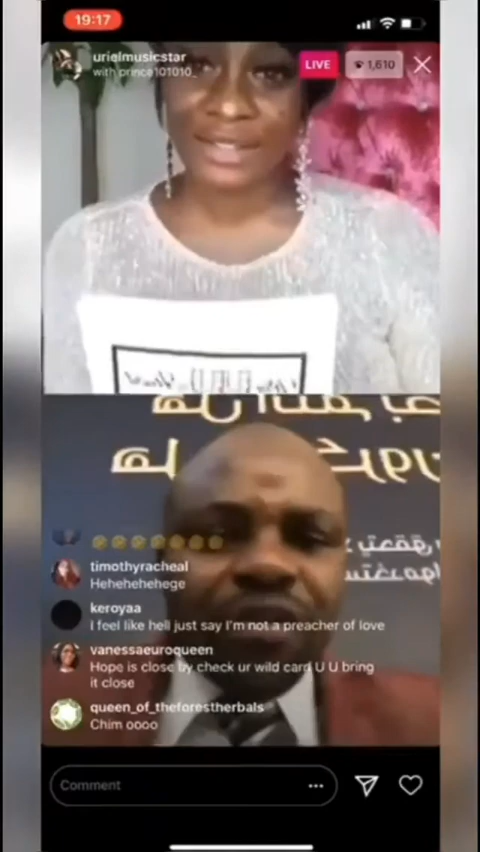 19:17
urielmusicstar
with prince101010_
LIVE
1,610
timothyracheal
Hehehehehege
keroyaa
I feel like hell just say I'm not a preacher of love
vanessaeuroqueen
Hope is close by check ur wild card U U bring
it close
queen_of_theforestherbals
Chim oooo
Comment